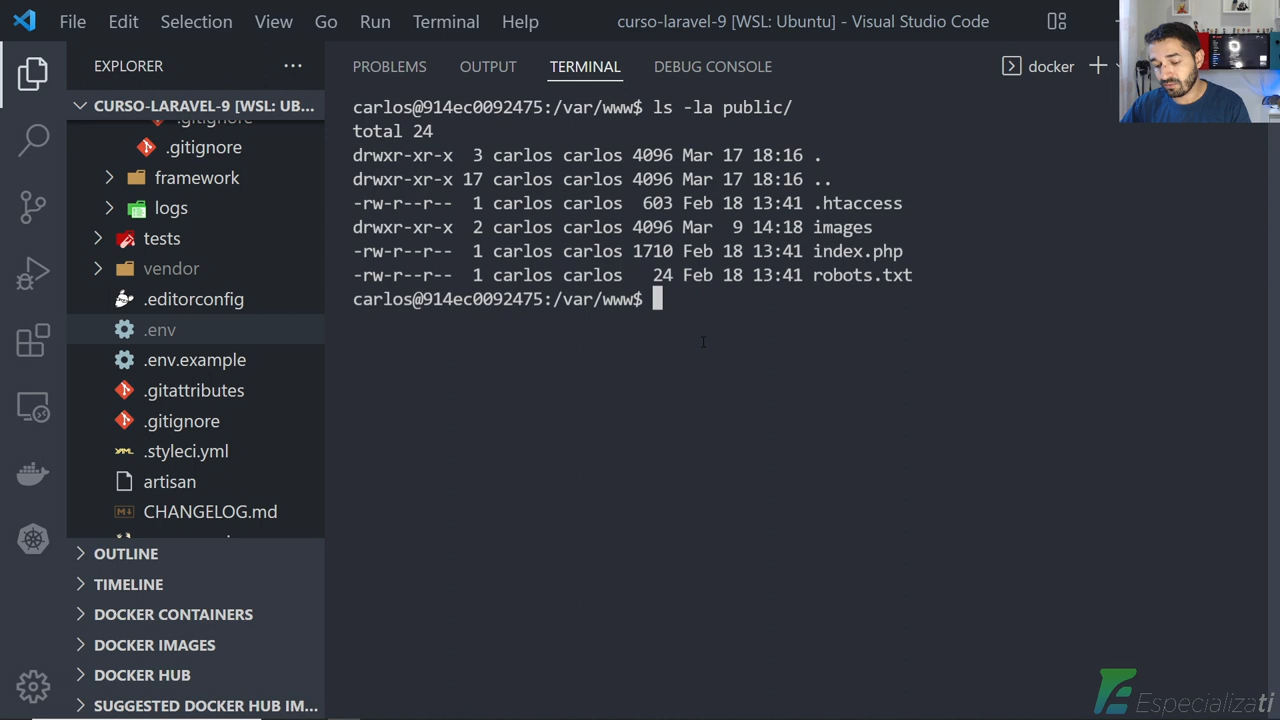 File Edit Selection View Go Run Terminal Help curso-laravel-9 [WSL: Ubuntu] - Visual Studio Code
EXPLORER
PROBLEMS OUTPUT TERMINAL DEBUG CONSOLE docker
CURSO-LARAVEL-9 [WSL: UB...
.gitignore
.gitignore
framework
logs
tests
vendor
.editorconfig
.env
.env.example
.gitattributes
.gitignore
.styleci.yml
artisan
CHANGELOG.md
OUTLINE
TIMELINE
DOCKER CONTAINERS
DOCKER IMAGES
DOCKER HUB
SUGGESTED DOCKER HUB IM...
carlos@914ec0092475:/var/www$ ls -la public/
total 24
drwxr-xr-x  3 carlos carlos 4096 Mar 17 18:16 .
drwxr-xr-x 17 carlos carlos 4096 Mar 17 18:16 ..
-rw-r--r--  1 carlos carlos  603 Feb 18 13:41 .htaccess
drwxr-xr-x  2 carlos carlos 4096 Mar  9 14:18 images
-rw-r--r--  1 carlos carlos 1710 Feb 18 13:41 index.php
-rw-r--r--  1 carlos carlos   24 Feb 18 13:41 robots.txt
carlos@914ec0092475:/var/www$
Especializati